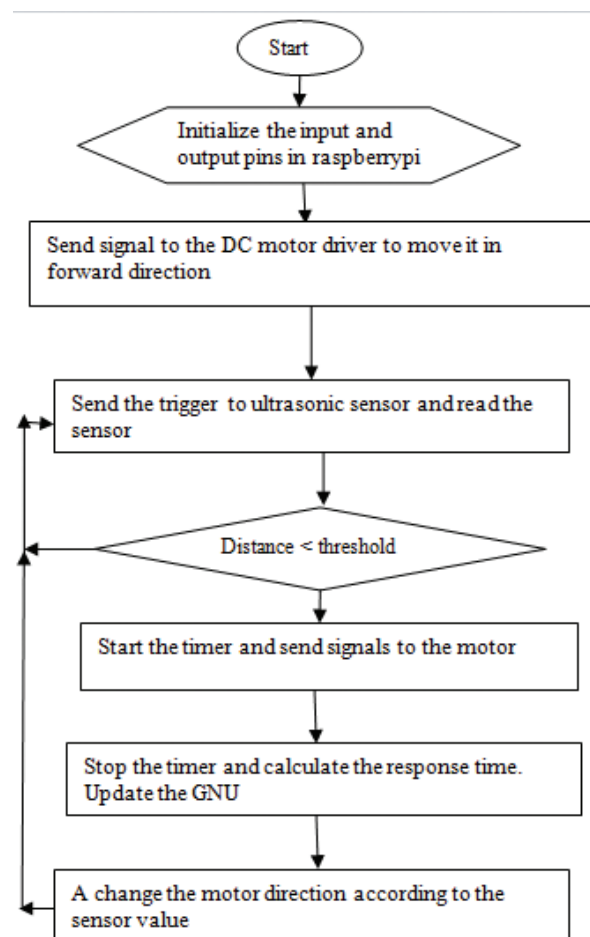 Start
Initialize the input and
output pins in raspberrypi
Send signal to the DC motor driver to move it in
forward direction
Send the trigger to ultrasonic sensor and read the
sensor
Distance < threshold
Start the timer and send signals to the motor
Stop the timer and calculate the response time.
Update the GNU
A change the motor direction according to the
sensor value